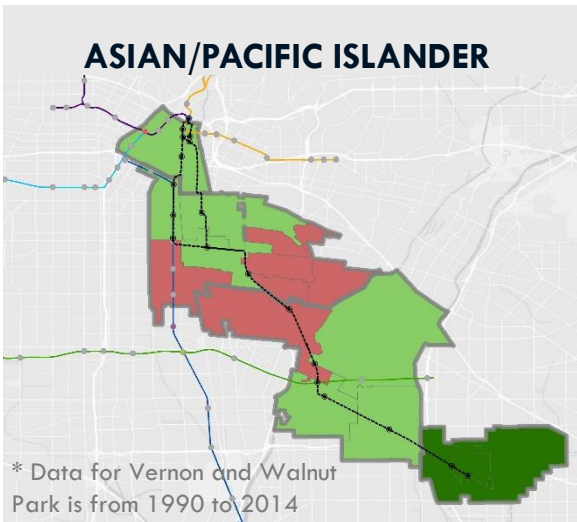 ASIAN/PACIFIC ISLANDER
* Data for Vernon and Walnut
Park is from 1990 to 2014